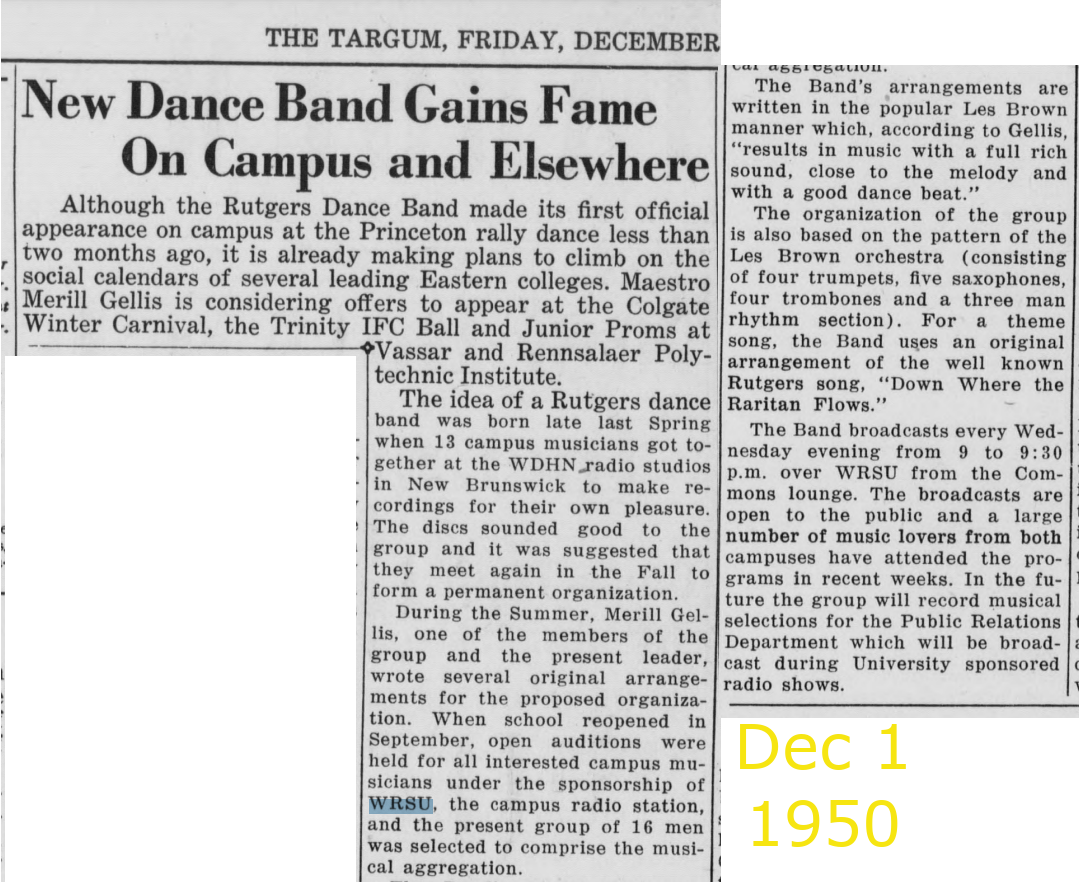 THE TARGUM, FRIDAY, DECEMBER
New Dance Band Gains Fame
On Campus and Elsewhere
Although the Rutgers Dance Band made its first official
appearance on campus at the Princeton rally dance less than
two months ago, it is already making plans to climb on the
social calendars of several leading Eastern colleges. Maestro
Merill Gellis is considering offers to appear at the Colgate
Winter Carnival, the Trinity IFC Ball and Junior Proms at
Vassar and Rennsalaer Poly-
technic Institute.
The idea of a Rutgers dance
band was born late last Spring
when 13 campus musicians got to-
gether at the WDHN radio studios
in New Brunswick to make re-
cordings for their own pleasure.
The discs sounded good to the
group and it was suggested that
they meet again in the Fall to
form a permanent organization.
During the Summer, Merill Gel-
lis, one of the members of the
group and the present leader,
wrote several original arrange-
ments for the proposed organiza-
tion. When school reopened in
September, open auditions were
held for all interested campus mu-
sicians under the sponsorship of
WRSU, the campus radio station,
and the present group of 16 men
was selected to comprise the musi-
cal aggregation.
cal aggregation.
The Band's arrangements are
written in the popular Les Brown
manner which, according to Gellis,
"results in music with a full rich
sound, close to the melody and
with a good dance beat."
The organization of the group
is also based on the pattern of the
Les Brown orchestra (consisting
of four trumpets, five saxophones,
four trombones and a three man
rhythm section). For a theme
song, the Band uses an original
arrangement of the well known
Rutgers song, "Down Where the
Raritan Flows."
The Band broadcasts every Wed-
nesday evening from 9 to 9:30
p.m. over WRSU from the Com-
mons lounge. The broadcasts are
open to the public and a large
number of music lovers from both
campuses have attended the pro-
grams in recent weeks. In the fu-
ture the group will record musical
selections for the Public Relations
Department which will be broad-
cast during University sponsored
radio shows.
Dec 1
1950